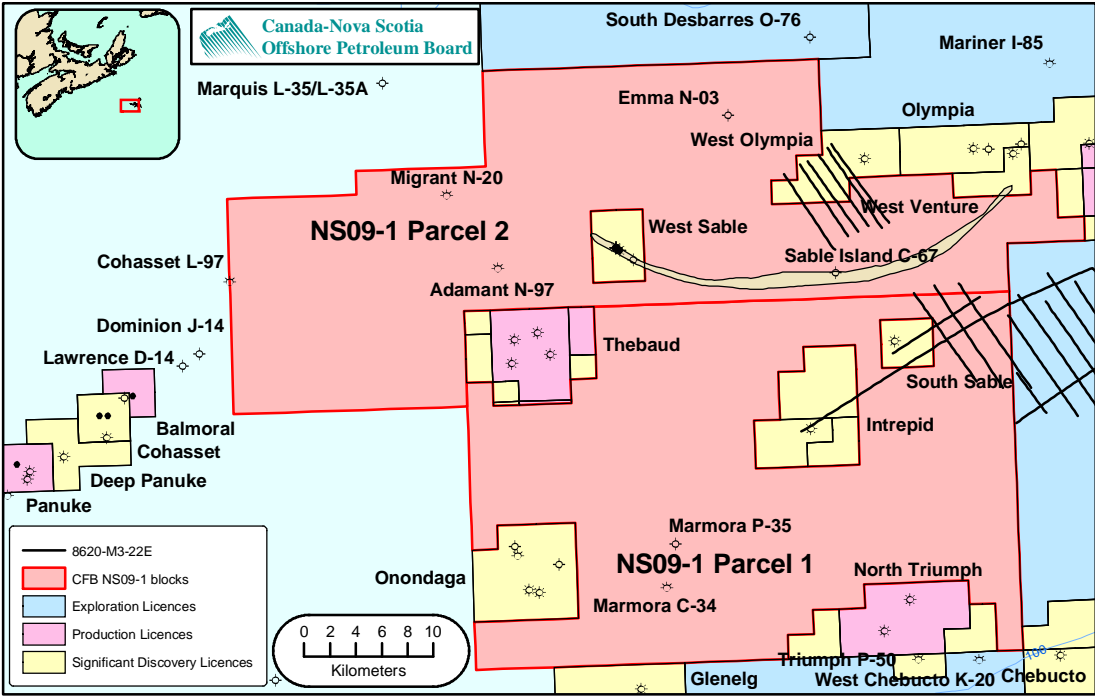 Canada-Nova Scotia
Offshore Petroleum Board
South Desbarres O-76
Mariner I-85
Marquis L-35/L-35A
Emma N-03
Olympia
West Olympia
Migrant N-20
NS09-1 Parcel 2
West Sable
West Venture
Sable Island C-67
Cohasset L-97
Adamant N-97
Dominion J-14
Lawrence D-14
Thebaud
South Sable
Balmoral
Cohasset
Intrepid
Deep Panuke
Panuke
Marmora P-35
NS09-1 Parcel 1
Onondaga
Marmora C-34
North Triumph
Triumph P-50
West Chebucto K-20
Chebucto
Glenelg
100
8620-M3-22E
CFB NS09-1 blocks
Exploration Licences
Production Licences
Significant Discovery Licences
0 2 4 6 8 10
Kilometers